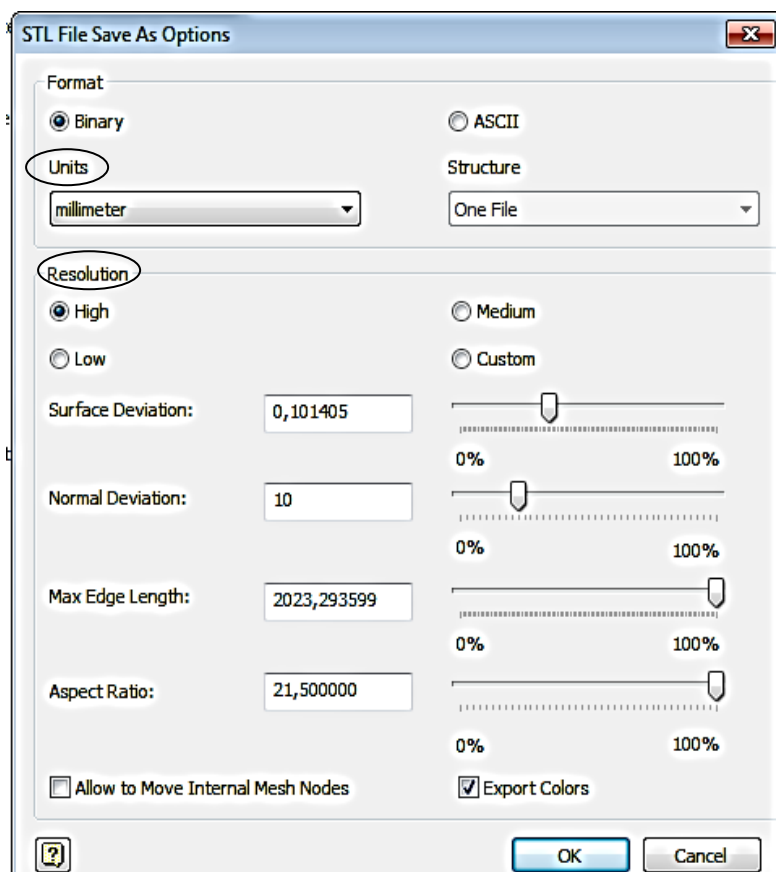 STL File Save As Options
Format
Binary ASCII
Units Structure
millimeter One File
Resolution
High Medium
Low Custom
Surface Deviation: 0,101405
0% 100%
Normal Deviation: 10
0% 100%
Max Edge Length: 2023,293599
0% 100%
Aspect Ratio: 21,500000
0% 100%
Allow to Move Internal Mesh Nodes Export Colors
OK Cancel